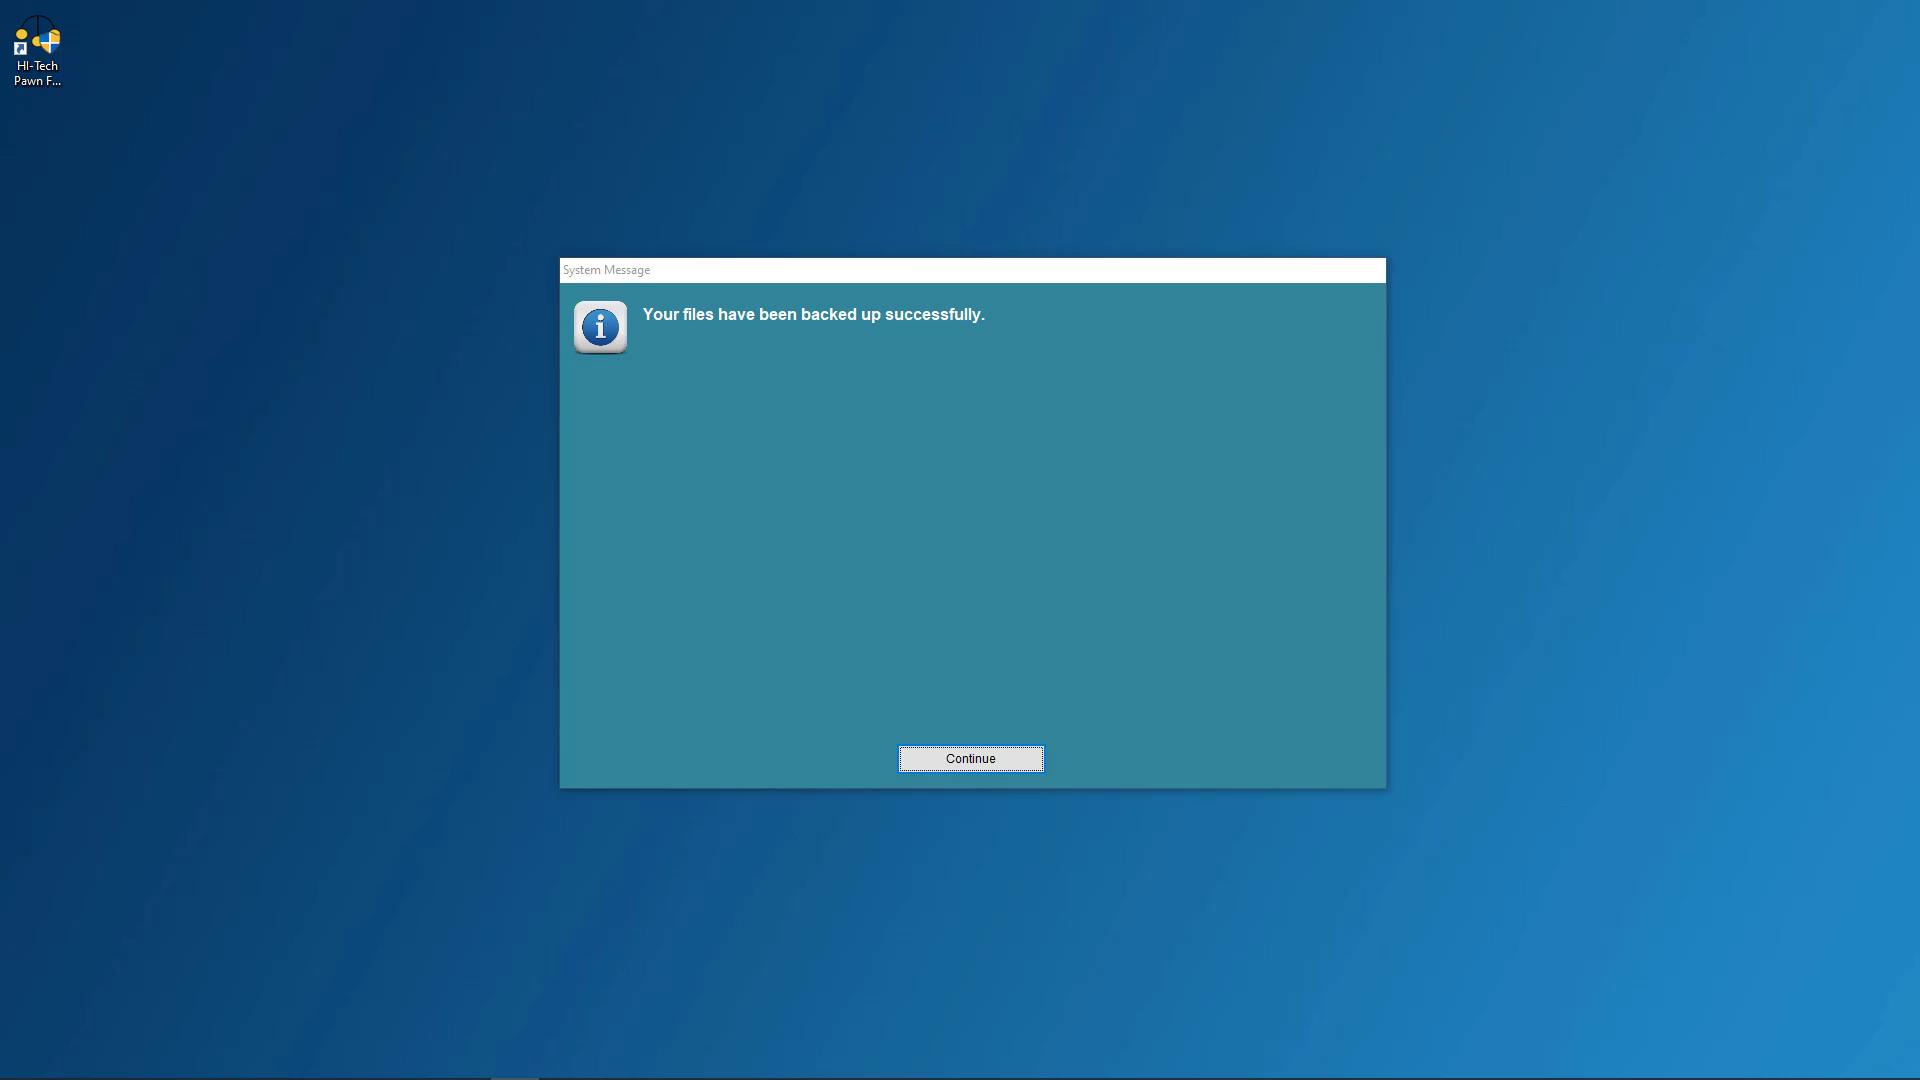 HI-Tech
Pawn F...
System Message
Your files have been backed up successfully.
Continue